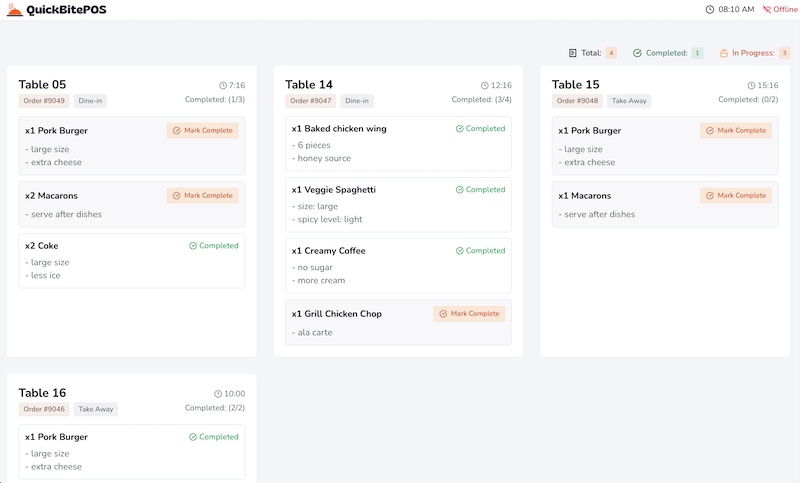 QuickBitePOS
08:10 AM
Offline
Total: 4
Completed: 1
In Progress: 3
Table 05
7:16
Order #9049
Dine-in
Completed: (1/3)
x1 Pork Burger
Mark Complete
- large size
- extra cheese
x2 Macarons
Mark Complete
- serve after dishes
x2 Coke
Completed
- large size
- less ice
Table 14
12:16
Order #9047
Dine-in
Completed: (3/4)
x1 Baked chicken wing
Completed
- 6 pieces
- honey source
x1 Veggie Spaghetti
Completed
- size: large
- spicy level: light
x1 Creamy Coffee
Completed
- no sugar
- more cream
x1 Grill Chicken Chop
Mark Complete
- ala carte
Table 15
15:16
Order #9048
Take Away
Completed: (0/2)
x1 Pork Burger
Mark Complete
- large size
- extra cheese
x1 Macarons
Mark Complete
- serve after dishes
Table 16
10:00
Order #9046
Take Away
Completed: (2/2)
x1 Pork Burger
Completed
- large size
- extra cheese